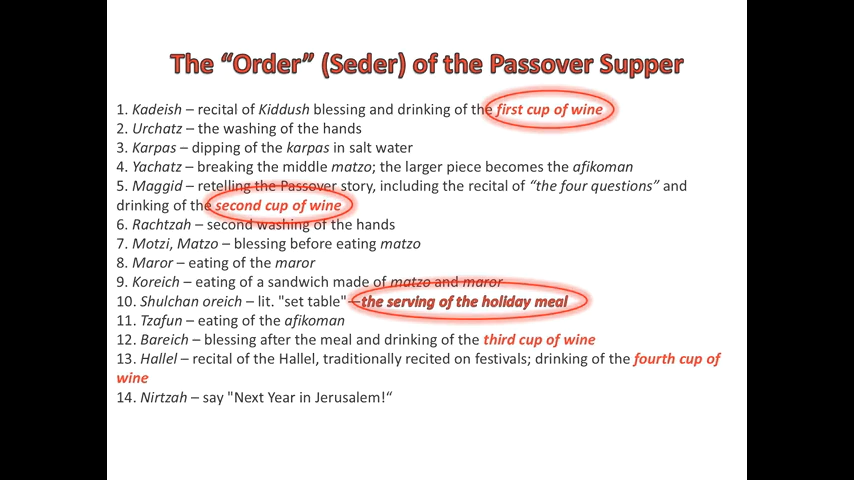 The “Order” (Seder) of the Passover Supper
1. Kadeish – recital of Kiddush blessing and drinking of the first cup of wine
2. Urchatz – the washing of the hands
3. Karpas – dipping of the karpas in salt water
4. Yachatz – breaking the middle matzo; the larger piece becomes the afikoman
5. Maggid – retelling the Passover story, including the recital of “the four questions” and
drinking of the second cup of wine
6. Rachtzah – second washing of the hands
7. Motzi, Matzo – blessing before eating matzo
8. Maror – eating of the maror
9. Koreich – eating of a sandwich made of matzo and maror
10. Shulchan oreich – lit. "set table" – the serving of the holiday meal
11. Tzafun – eating of the afikoman
12. Bareich – blessing after the meal and drinking of the third cup of wine
13. Hallel – recital of the Hallel, traditionally recited on festivals; drinking of the fourth cup of
wine
14. Nirtzah – say "Next Year in Jerusalem!“